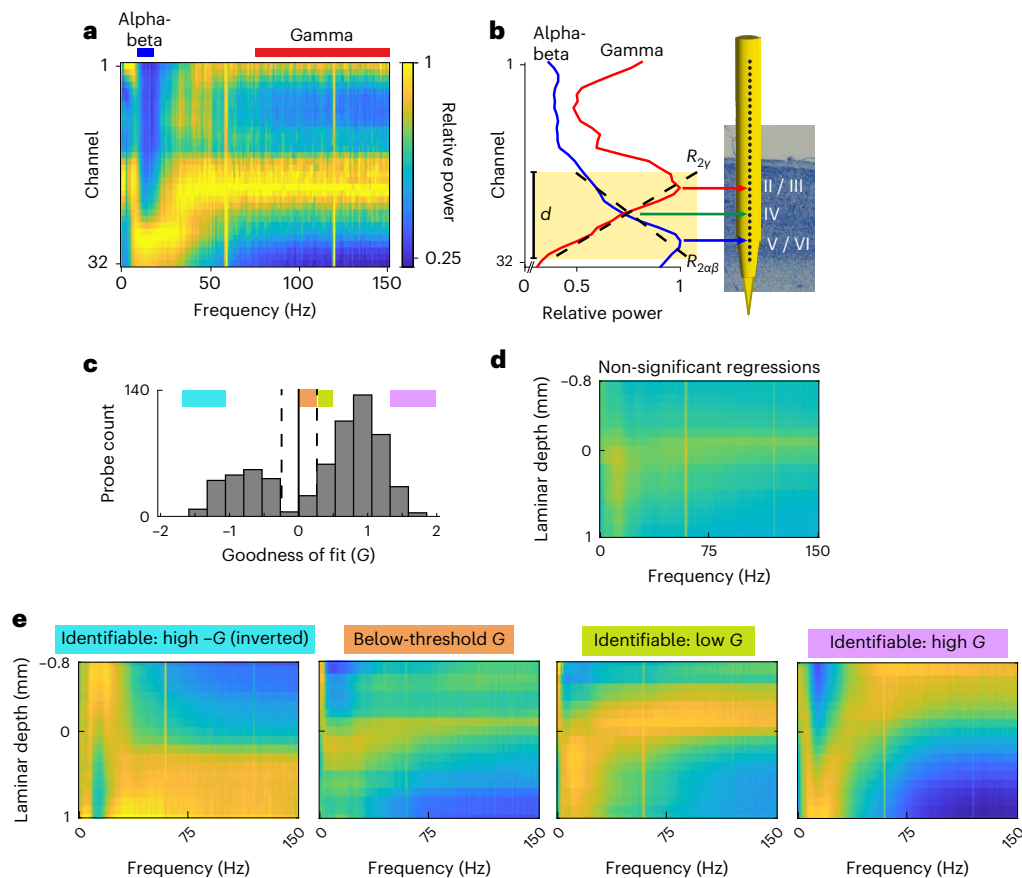 a
Alpha-
beta
Gamma
1
32
Channel
0
50
100
150
Frequency (Hz)
1
0.25
Relative power
b
Alpha-
beta
Gamma
1
32
Channel
d
R2γ
R2αβ
II / III
IV
V / VI
0
0.5
1
Relative power
c
140
0
Probe count
−2
−1
0
1
2
Goodness of fit (G)
d
Non-significant regressions
−0.8
0
1
Laminar depth (mm)
0
75
150
Frequency (Hz)
e
Identifiable: high −G (inverted)
Below-threshold G
Identifiable: low G
Identifiable: high G
−0.8
0
1
Laminar depth (mm)
0
75
150
0
75
150
0
75
150
0
75
150
Frequency (Hz)
Frequency (Hz)
Frequency (Hz)
Frequency (Hz)